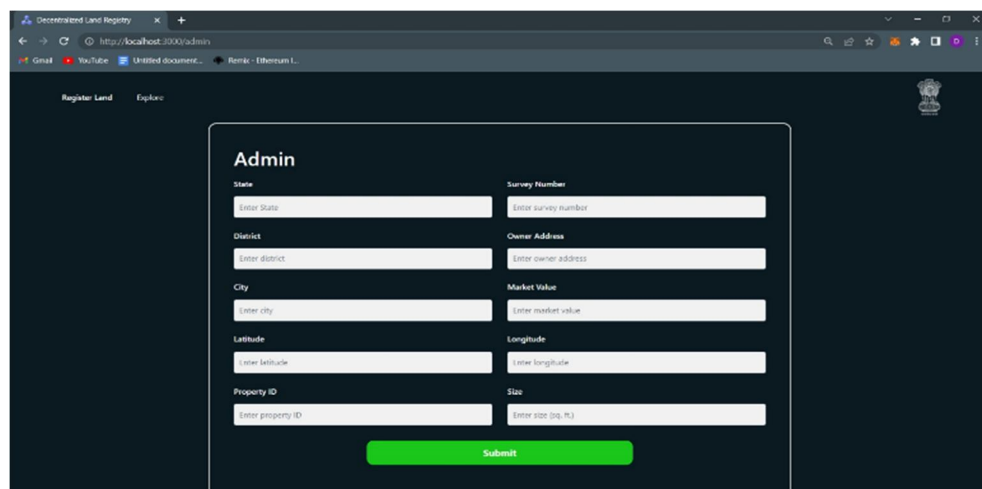 Decentralized Land Registry
http://localhost:3000/admin
Gmail YouTube Untitled document... Remix - Ethereum I...
Register Land Explore
Admin
State Survey Number
Enter State Enter survey number
District Owner Address
Enter district Enter owner address
City Market Value
Enter city Enter market value
Latitude Longitude
Enter latitude Enter longitude
Property ID Size
Enter property ID Enter size (sq. ft.)
Submit